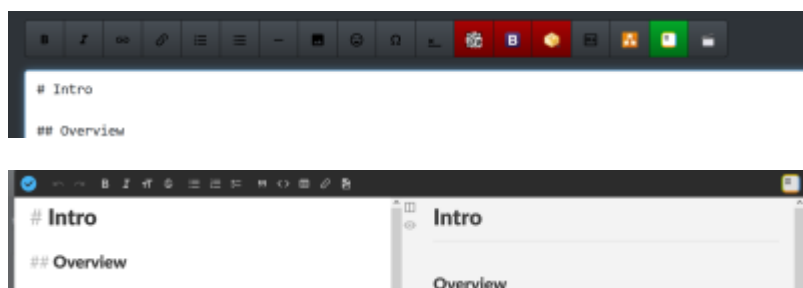 B I
# Intro
## Overview
B I
# Intro
## Overview
Intro
Overview